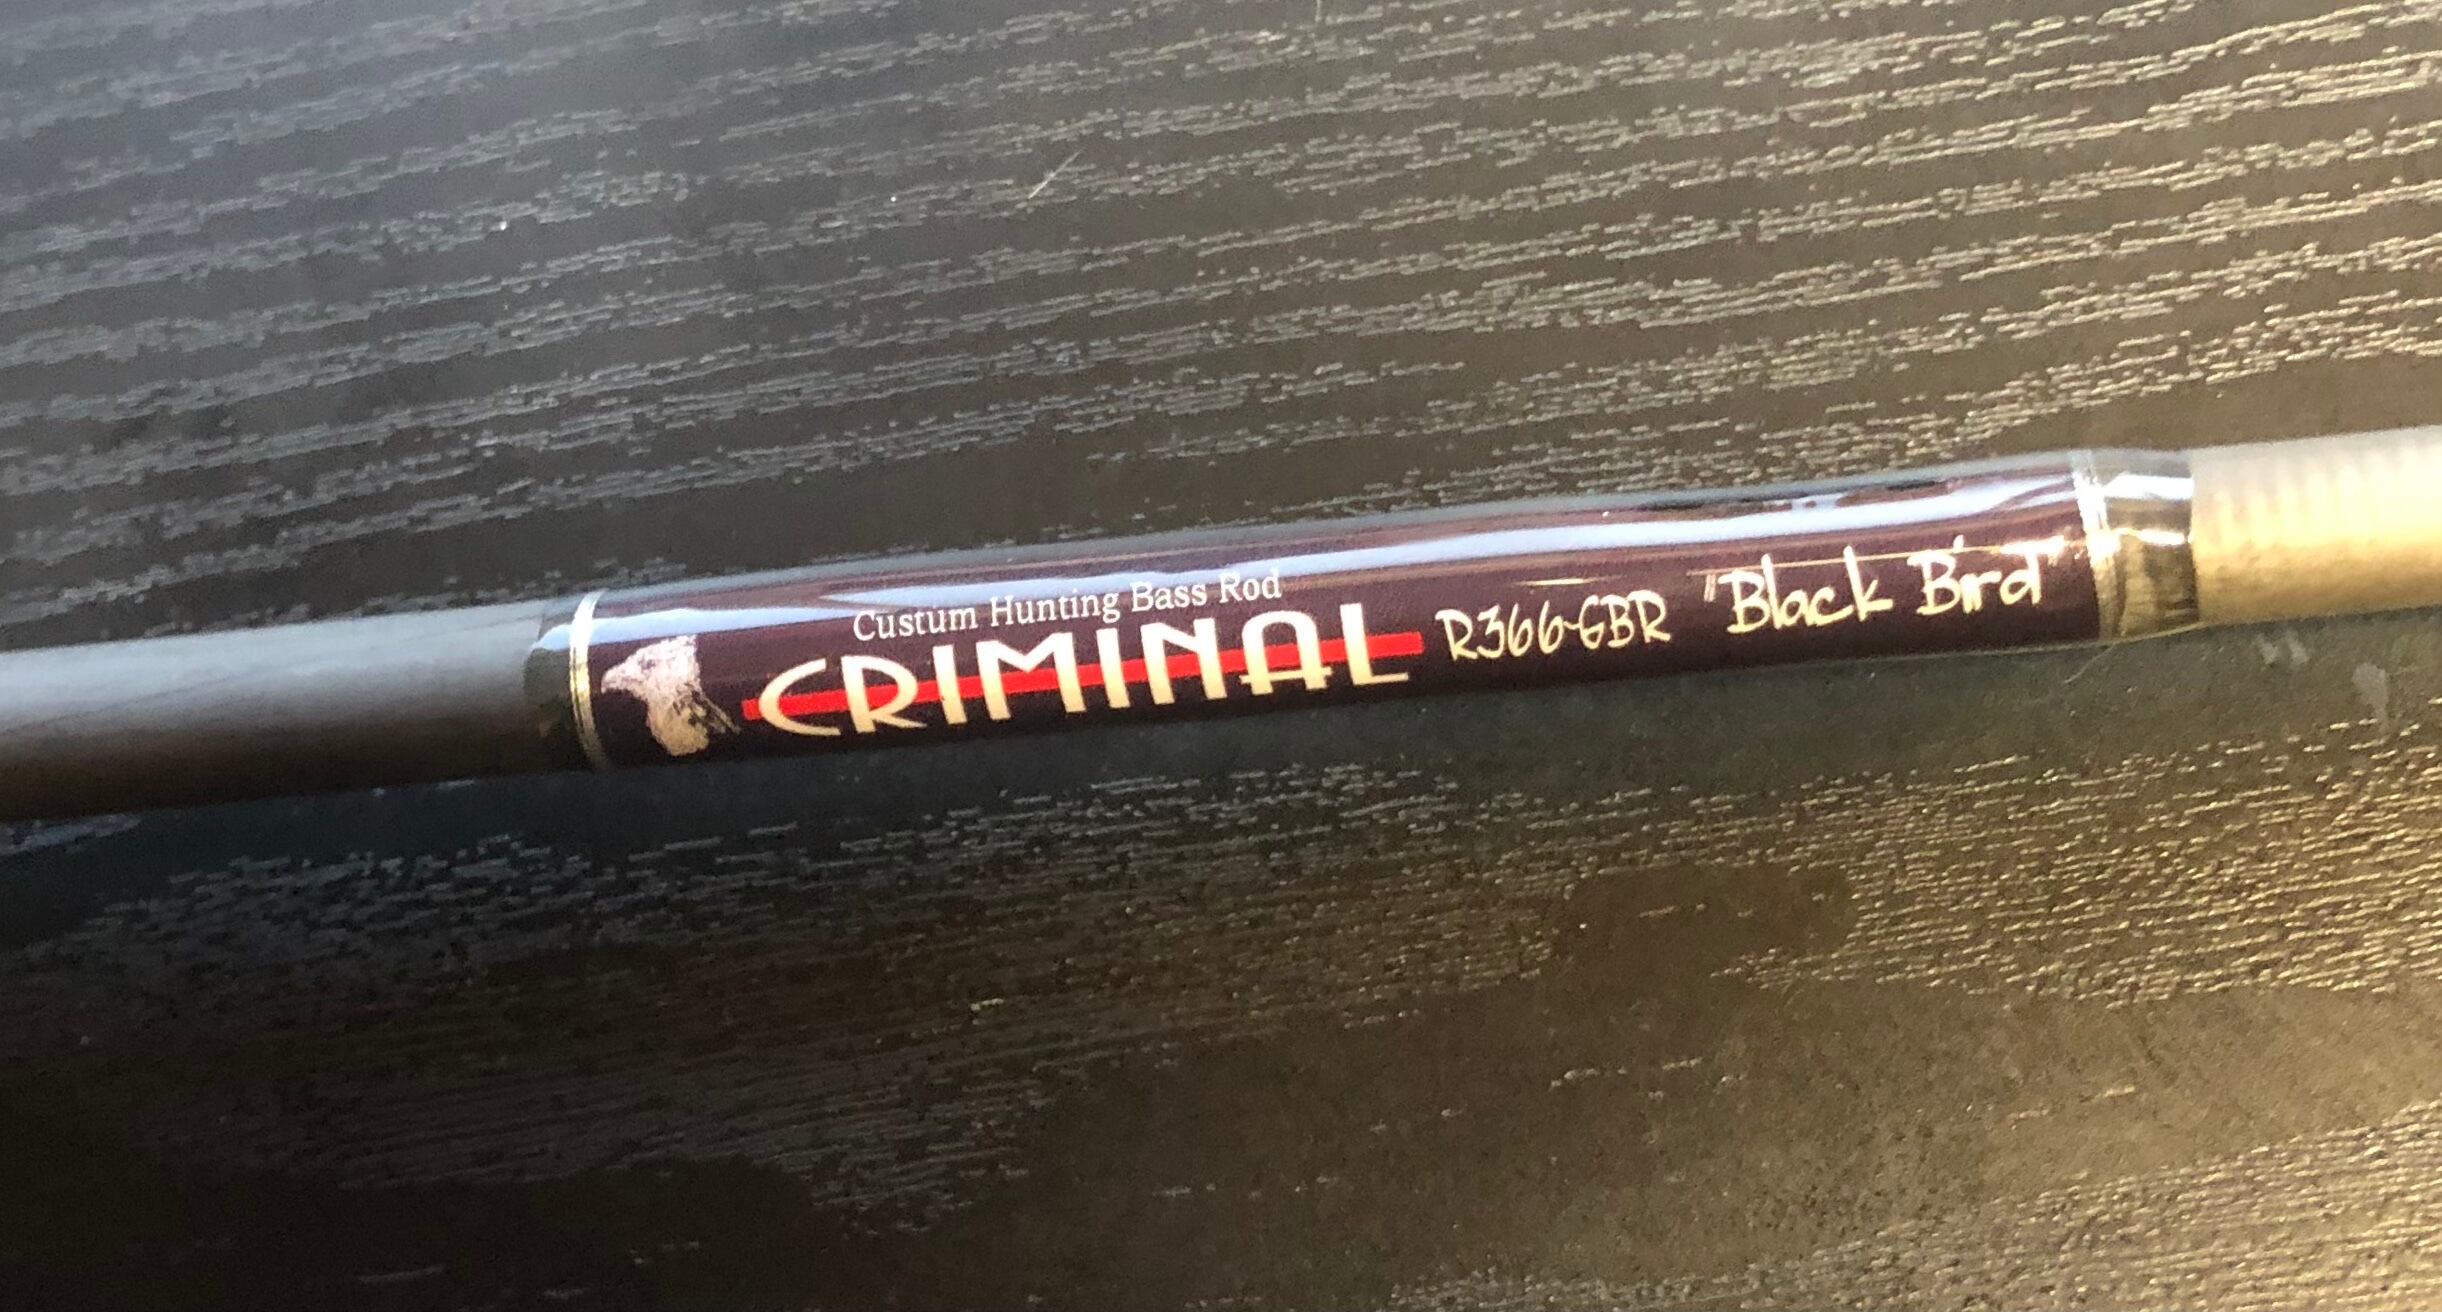 Custum Hunting Bass Rod
CRIMINAL R366-GBR "Black Bird"